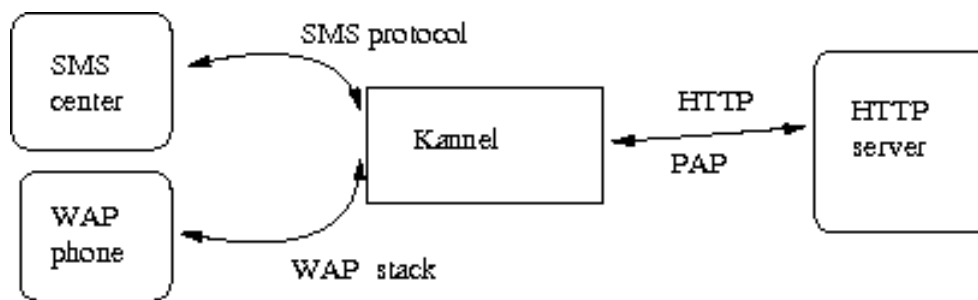 SMS protocol
SMS
center
Kannel
HTTP
PAP
HTTP
server
WAP
phone
WAP stack